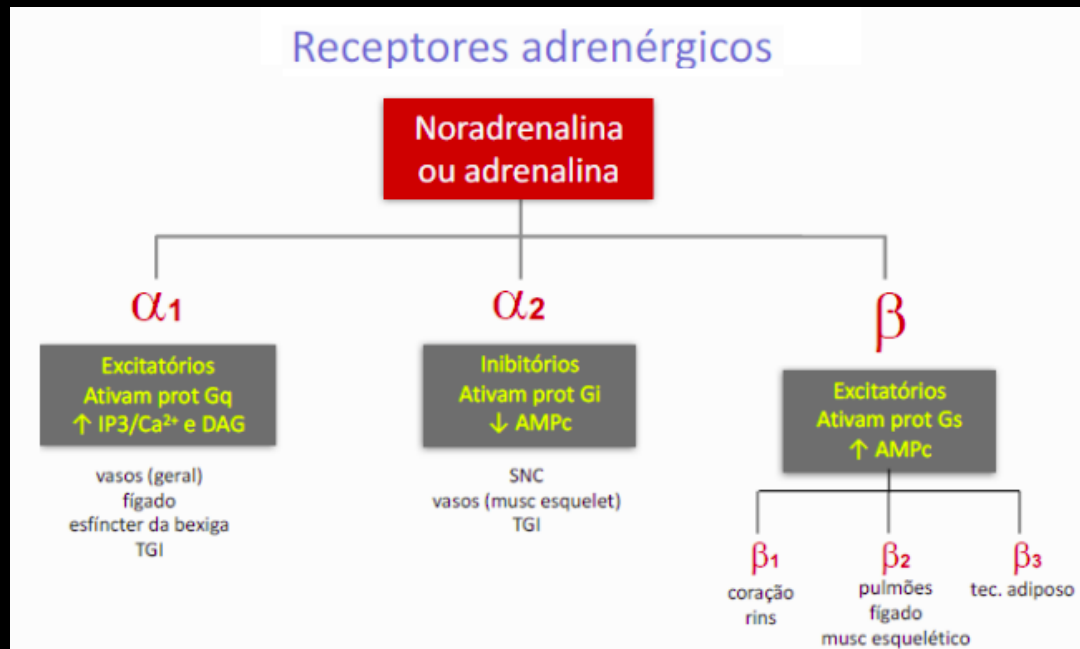 Receptores adrenérgicos
Noradrenalina
ou adrenalina
α1
Excitatórios
Ativam prot Gq
↑ IP3/Ca²⁺ e DAG
vasos (geral)
fígado
esfíncter da bexiga
TGI
α2
Inibitórios
Ativam prot Gi
↓ AMPc
SNC
vasos (musc esquelet)
TGI
β
Excitatórios
Ativam prot Gs
↑ AMPc
β1
coração
rins
β2
pulmões
fígado
musc esquelético
β3
tec. adiposo